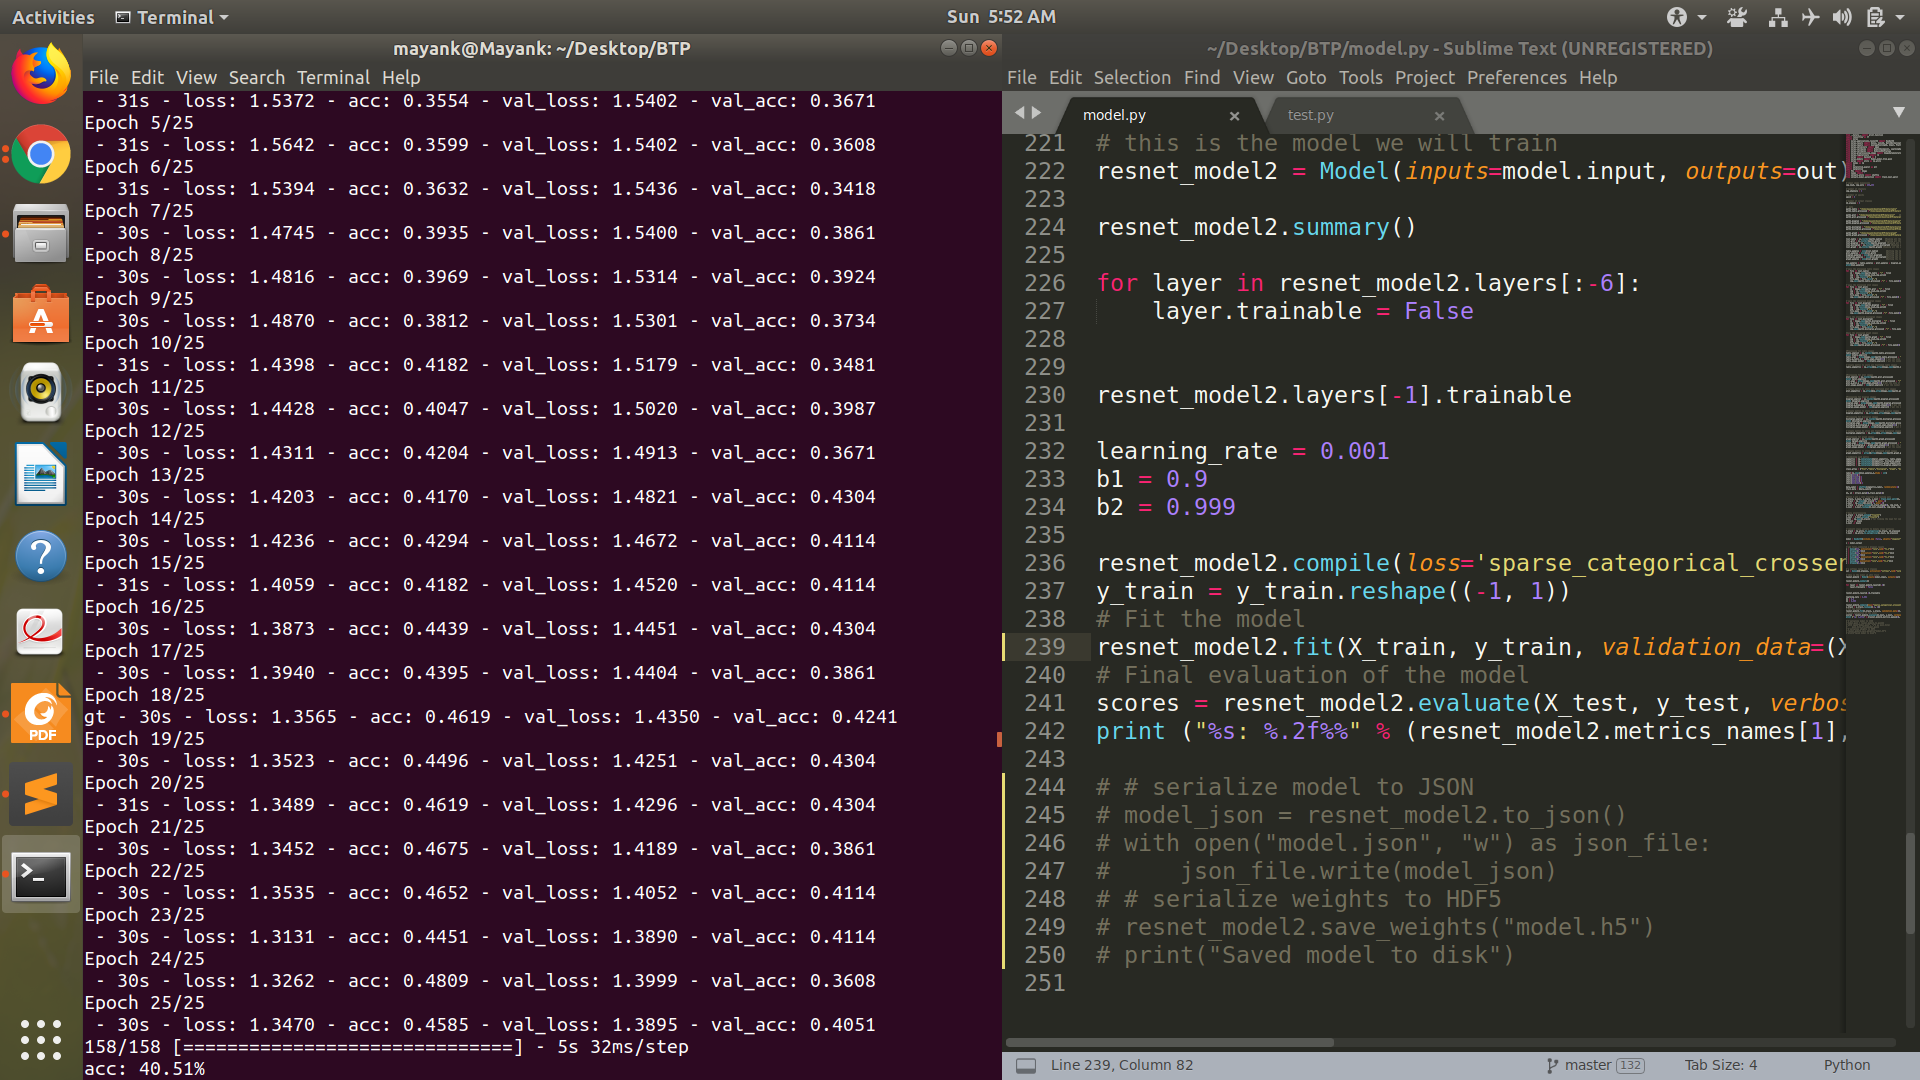 Activities
Terminal
Sun 5:52 AM
mayank@Mayank: ~/Desktop/BTP
File Edit View Search Terminal Help
- 31s - loss: 1.5372 - acc: 0.3554 - val_loss: 1.5402 - val_acc: 0.3671
Epoch 5/25
- 31s - loss: 1.5642 - acc: 0.3599 - val_loss: 1.5402 - val_acc: 0.3608
Epoch 6/25
- 31s - loss: 1.5394 - acc: 0.3632 - val_loss: 1.5436 - val_acc: 0.3418
Epoch 7/25
- 30s - loss: 1.4745 - acc: 0.3935 - val_loss: 1.5400 - val_acc: 0.3861
Epoch 8/25
- 30s - loss: 1.4816 - acc: 0.3969 - val_loss: 1.5314 - val_acc: 0.3924
Epoch 9/25
- 30s - loss: 1.4870 - acc: 0.3812 - val_loss: 1.5301 - val_acc: 0.3734
Epoch 10/25
- 31s - loss: 1.4398 - acc: 0.4182 - val_loss: 1.5179 - val_acc: 0.3481
Epoch 11/25
- 30s - loss: 1.4428 - acc: 0.4047 - val_loss: 1.5020 - val_acc: 0.3987
Epoch 12/25
- 30s - loss: 1.4311 - acc: 0.4204 - val_loss: 1.4913 - val_acc: 0.3671
Epoch 13/25
- 30s - loss: 1.4203 - acc: 0.4170 - val_loss: 1.4821 - val_acc: 0.4304
Epoch 14/25
- 30s - loss: 1.4236 - acc: 0.4294 - val_loss: 1.4672 - val_acc: 0.4114
Epoch 15/25
- 31s - loss: 1.4059 - acc: 0.4182 - val_loss: 1.4520 - val_acc: 0.4114
Epoch 16/25
- 30s - loss: 1.3873 - acc: 0.4439 - val_loss: 1.4451 - val_acc: 0.4304
Epoch 17/25
- 30s - loss: 1.3940 - acc: 0.4395 - val_loss: 1.4404 - val_acc: 0.3861
Epoch 18/25
gt - 30s - loss: 1.3565 - acc: 0.4619 - val_loss: 1.4350 - val_acc: 0.4241
Epoch 19/25
- 30s - loss: 1.3523 - acc: 0.4496 - val_loss: 1.4251 - val_acc: 0.4304
Epoch 20/25
- 31s - loss: 1.3489 - acc: 0.4619 - val_loss: 1.4296 - val_acc: 0.4304
Epoch 21/25
- 30s - loss: 1.3452 - acc: 0.4675 - val_loss: 1.4189 - val_acc: 0.3861
Epoch 22/25
- 30s - loss: 1.3535 - acc: 0.4652 - val_loss: 1.4052 - val_acc: 0.4114
Epoch 23/25
- 30s - loss: 1.3131 - acc: 0.4451 - val_loss: 1.3890 - val_acc: 0.4114
Epoch 24/25
- 30s - loss: 1.3262 - acc: 0.4809 - val_loss: 1.3999 - val_acc: 0.3608
Epoch 25/25
- 30s - loss: 1.3470 - acc: 0.4585 - val_loss: 1.3895 - val_acc: 0.4051
158/158 [==============================] - 5s 32ms/step
acc: 40.51%
~/Desktop/BTP/model.py - Sublime Text (UNREGISTERED)
File Edit Selection Find View Goto Tools Project Preferences Help
model.py ×
test.py ×
221 # this is the model we will train
222 resnet_model2 = Model(inputs=model.input, outputs=out)
223
224 resnet_model2.summary()
225
226 for layer in resnet_model2.layers[:-6]:
227 layer.trainable = False
228
229
230 resnet_model2.layers[-1].trainable
231
232 learning_rate = 0.001
233 b1 = 0.9
234 b2 = 0.999
235
236 resnet_model2.compile(loss='sparse_categorical_crossen
237 y_train = y_train.reshape((-1, 1))
238 # Fit the model
239 resnet_model2.fit(X_train, y_train, validation_data=(X
240 # Final evaluation of the model
241 scores = resnet_model2.evaluate(X_test, y_test, verbos
242 print ("%s: %.2f%%" % (resnet_model2.metrics_names[1],
243
244 # # serialize model to JSON
245 # model_json = resnet_model2.to_json()
246 # with open("model.json", "w") as json_file:
247 # json_file.write(model_json)
248 # # serialize weights to HDF5
249 # resnet_model2.save_weights("model.h5")
250 # print("Saved model to disk")
251
Line 239, Column 82
master 132
Tab Size: 4
Python
PDF